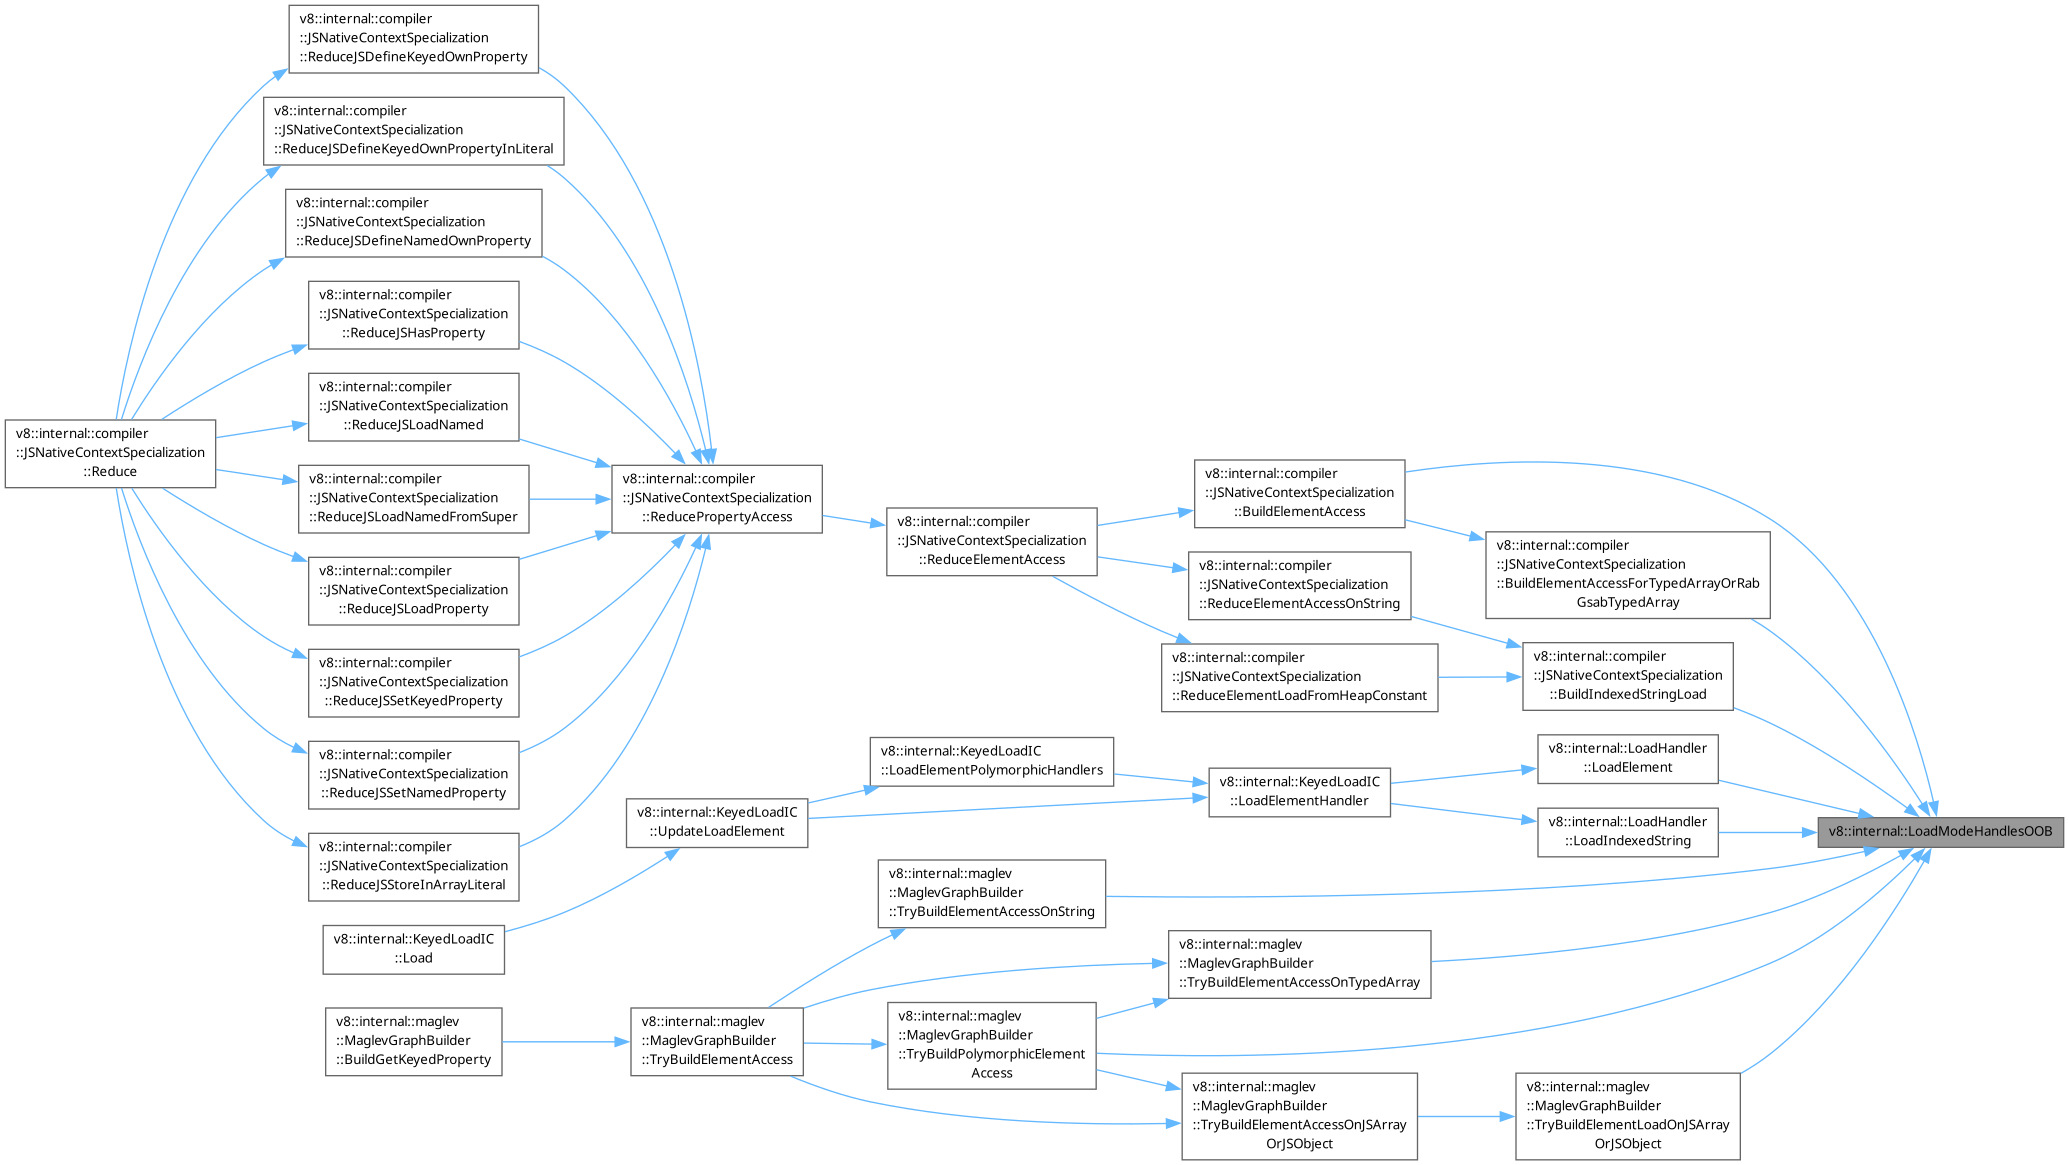 v8::internal::compiler
::JSNativeContextSpecialization
::ReduceJSDefineKeyedOwnProperty
v8::internal::compiler
::JSNativeContextSpecialization
::ReduceJSDefineKeyedOwnPropertyInLiteral
v8::internal::compiler
::JSNativeContextSpecialization
::ReduceJSDefineNamedOwnProperty
v8::internal::compiler
::JSNativeContextSpecialization
::ReduceJSHasProperty
v8::internal::compiler
::JSNativeContextSpecialization
::ReduceJSLoadNamed
v8::internal::compiler
::JSNativeContextSpecialization
::Reduce
v8::internal::compiler
::JSNativeContextSpecialization
::ReduceJSLoadNamedFromSuper
v8::internal::compiler
::JSNativeContextSpecialization
::ReducePropertyAccess
v8::internal::compiler
::JSNativeContextSpecialization
::BuildElementAccess
v8::internal::compiler
::JSNativeContextSpecialization
::ReduceElementAccess
v8::internal::compiler
::JSNativeContextSpecialization
::BuildElementAccessForTypedArrayOrRab
GsabTypedArray
v8::internal::compiler
::JSNativeContextSpecialization
::ReduceJSLoadProperty
v8::internal::compiler
::JSNativeContextSpecialization
::ReduceElementAccessOnString
v8::internal::compiler
::JSNativeContextSpecialization
::ReduceJSSetKeyedProperty
v8::internal::compiler
::JSNativeContextSpecialization
::ReduceElementLoadFromHeapConstant
v8::internal::compiler
::JSNativeContextSpecialization
::BuildIndexedStringLoad
v8::internal::compiler
::JSNativeContextSpecialization
::ReduceJSSetNamedProperty
v8::internal::KeyedLoadIC
::LoadElementPolymorphicHandlers
v8::internal::LoadHandler
::LoadElement
v8::internal::KeyedLoadIC
::LoadElementHandler
v8::internal::KeyedLoadIC
::UpdateLoadElement
v8::internal::LoadHandler
::LoadIndexedString
v8::internal::LoadModeHandlesOOB
v8::internal::compiler
::JSNativeContextSpecialization
::ReduceJSStoreInArrayLiteral
v8::internal::maglev
::MaglevGraphBuilder
::TryBuildElementAccessOnString
v8::internal::KeyedLoadIC
::Load
v8::internal::maglev
::MaglevGraphBuilder
::TryBuildElementAccessOnTypedArray
v8::internal::maglev
::MaglevGraphBuilder
::BuildGetKeyedProperty
v8::internal::maglev
::MaglevGraphBuilder
::TryBuildElementAccess
v8::internal::maglev
::MaglevGraphBuilder
::TryBuildPolymorphicElement
Access
v8::internal::maglev
::MaglevGraphBuilder
::TryBuildElementAccessOnJSArray
OrJSObject
v8::internal::maglev
::MaglevGraphBuilder
::TryBuildElementLoadOnJSArray
OrJSObject